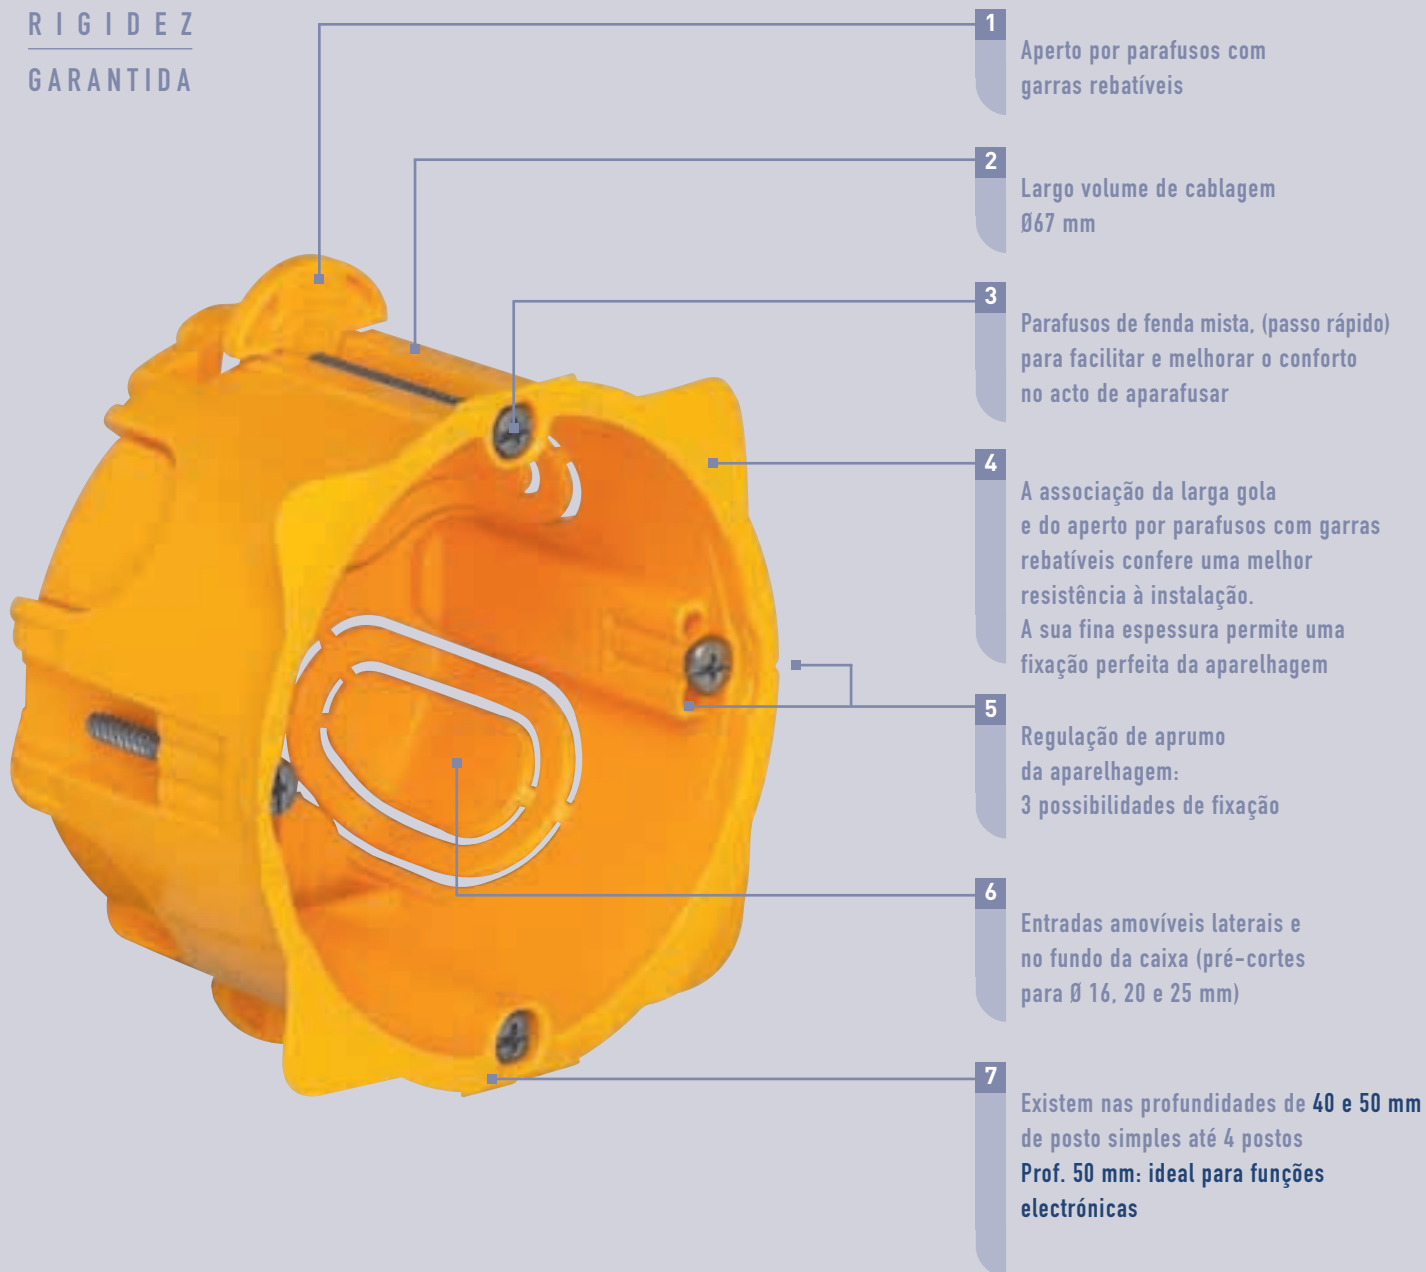 RIGIDEZ
GARANTIDA
1
Aperto por parafusos com
garras rebatíveis
2
Largo volume de cablagem
Ø67 mm
3
Parafusos de fenda mista, (passo rápido)
para facilitar e melhorar o conforto
no acto de aparafusar
4
A associação da larga gola
e do aperto por parafusos com garras
rebatíveis confere uma melhor
resistência à instalação.
A sua fina espessura permite uma
fixação perfeita da aparelhagem
5
Regulação de aprumo
da aparelhagem:
3 possibilidades de fixação
6
Entradas amovíveis laterais e
no fundo da caixa (pré-cortes
para Ø 16, 20 e 25 mm)
7
Existem nas profundidades de 40 e 50 mm
de posto simples até 4 postos
Prof. 50 mm: ideal para funções
electrónicas